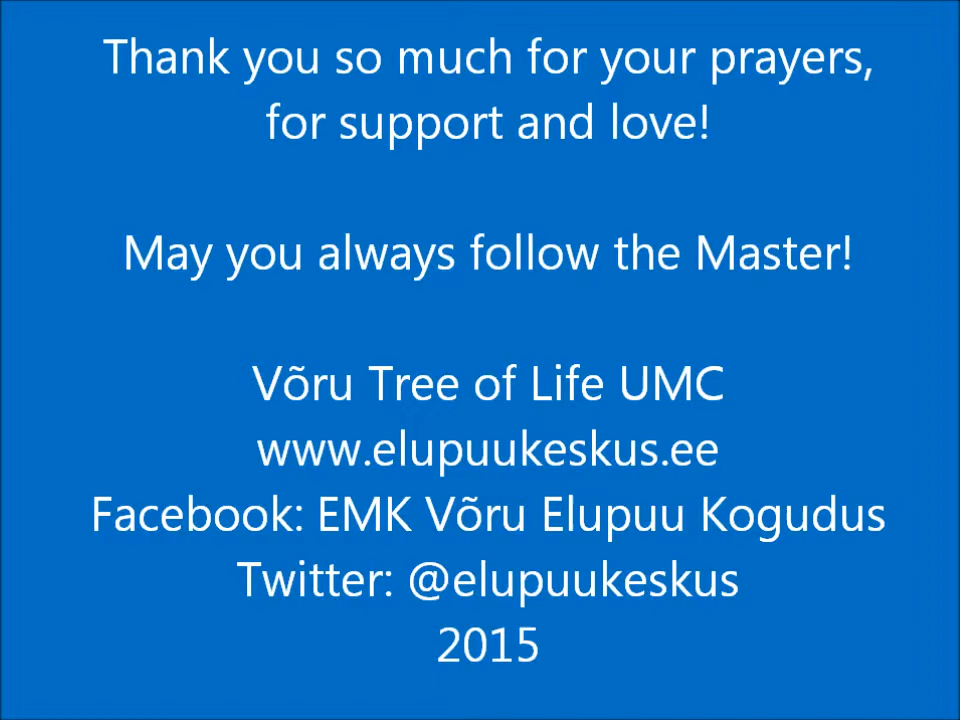 Thank you so much for your prayers,
for support and love!
May you always follow the Master!
Võru Tree of Life UMC
www.elupuukeskus.ee
Facebook: EMK Võru Elupuu Kogudus
Twitter: @elupuukeskus
2015